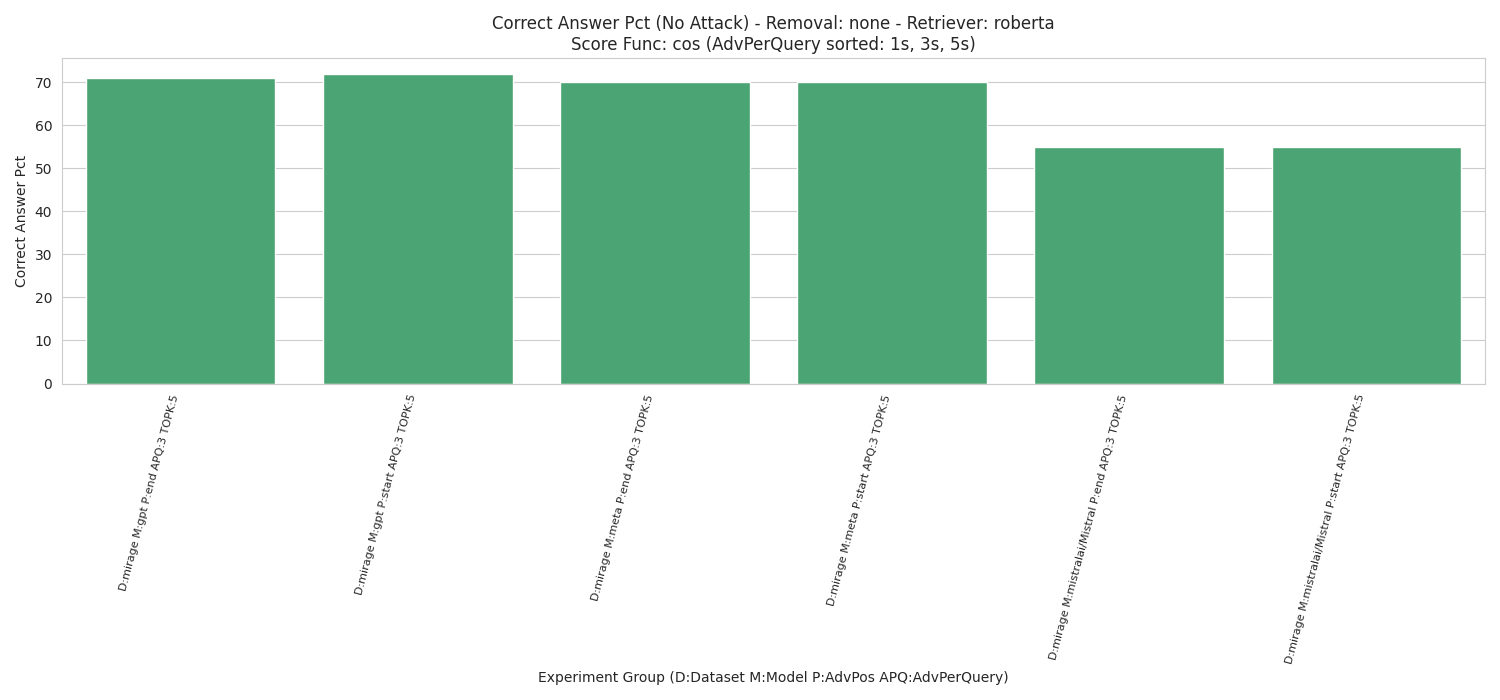 Correct Answer Pct (No Attack) - Removal: none - Retriever: roberta
Score Func: cos (AdvPerQuery sorted: 1s, 3s, 5s)
Correct Answer Pct
70
60
50
40
30
20
10
0
D:mirage M:gpt P:end APQ:3 TOPK:5
D:mirage M:gpt P:start APQ:3 TOPK:5
D:mirage M:meta P:end APQ:3 TOPK:5
D:mirage M:meta P:start APQ:3 TOPK:5
D:mirage M:mistralai/Mistral P:end APQ:3 TOPK:5
D:mirage M:mistralai/Mistral P:start APQ:3 TOPK:5
Experiment Group (D:Dataset M:Model P:AdvPos APQ:AdvPerQuery)